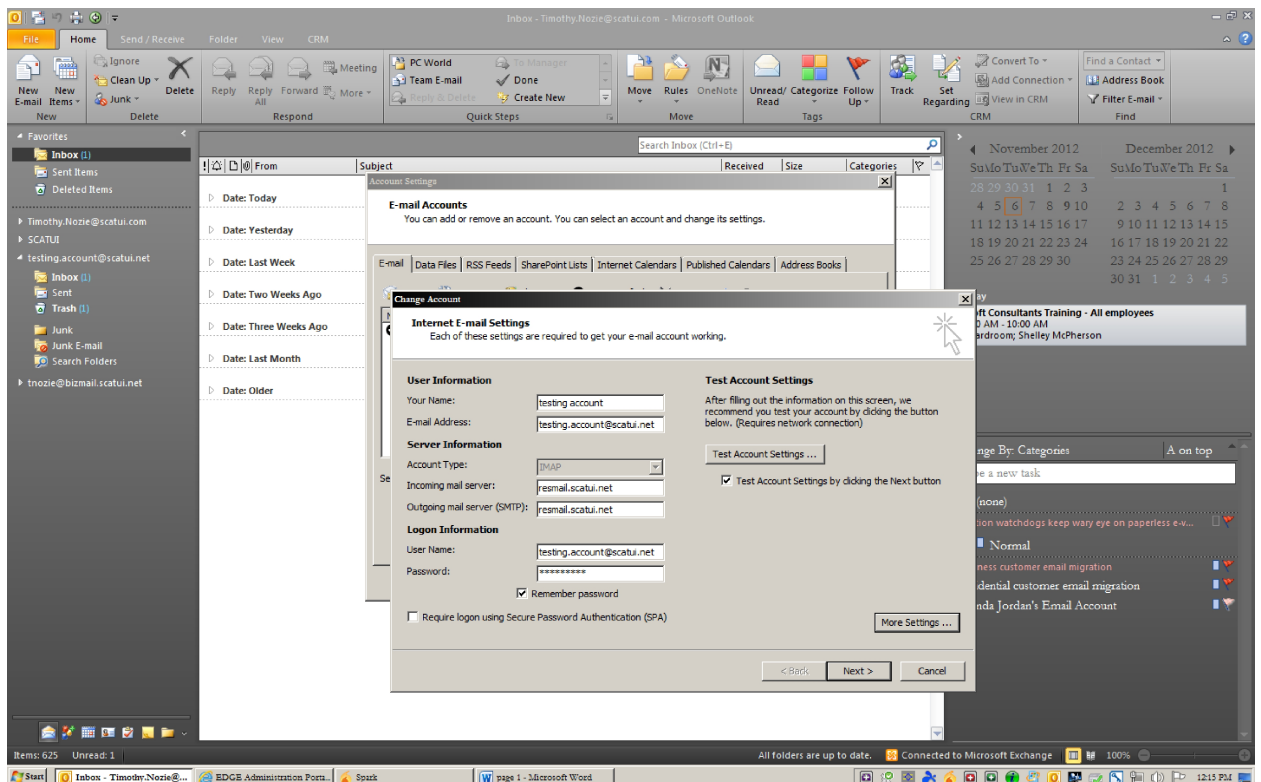 Inbox - Timothy.Nozie@scatui.com - Microsoft Outlook
File Home Send / Receive Folder View CRM
New E-mail
New Items
New
Ignore
Clean Up
Junk
Delete
Delete
Reply
Reply All
Forward
Meeting
More
Respond
PC World
Team E-mail
Reply & Delete
To Manager
Done
Create New
Quick Steps
Move
Rules
OneNote
Move
Unread/ Read
Categorize
Follow Up
Tags
Track
Set Regarding
Convert To
Add Connection
View in CRM
CRM
Find a Contact
Address Book
Filter E-mail
Find
Favorites
Inbox (1)
Sent Items
Deleted Items
Timothy.Nozie@scatui.com
SCATUI
testing.account@scatui.net
Inbox (1)
Sent
Trash (1)
Junk
Junk E-mail
Search Folders
tnozie@bizmail.scatui.net
Search Inbox (Ctrl+E)
From Subject Received Size Categories
Date: Today
Date: Yesterday
Date: Last Week
Date: Two Weeks Ago
Date: Three Weeks Ago
Date: Last Month
Date: Older
Account Settings
E-mail Accounts
You can add or remove an account. You can select an account and change its settings.
E-mail Data Files RSS Feeds SharePoint Lists Internet Calendars Published Calendars Address Books
Change Account
Internet E-mail Settings
Each of these settings are required to get your e-mail account working.
User Information
Your Name: testing account
E-mail Address: testing.account@scatui.net
Server Information
Account Type: IMAP
Incoming mail server: resmail.scatui.net
Outgoing mail server (SMTP): resmail.scatui.net
Logon Information
User Name: testing.account@scatui.net
Password: *********
Remember password
Require logon using Secure Password Authentication (SPA)
Test Account Settings
After filling out the information on this screen, we
recommend you test your account by clicking the button
below. (Requires network connection)
Test Account Settings ...
Test Account Settings by clicking the Next button
More Settings ...
< Back Next > Cancel
November 2012
Su Mo Tu We Th Fr Sa
28 29 30 31 1 2 3
4 5 6 7 8 9 10
11 12 13 14 15 16 17
18 19 20 21 22 23 24
25 26 27 28 29 30
December 2012
Su Mo Tu We Th Fr Sa
1
2 3 4 5 6 7 8
9 10 11 12 13 14 15
16 17 18 19 20 21 22
23 24 25 26 27 28 29
30 31 1 2 3 4 5
Consultants Training - All employees
AM - 10:00 AM
Shelley McPherson
By: Categories A on top
a new task
(none)
watchdogs keep wary eye on paperless e-v...
Normal
customer email migration
customer email migration
Jordan's Email Account
Items: 625 Unread: 1
All folders are up to date. Connected to Microsoft Exchange 100%
Start Inbox - Timothy.Nozie@... EDGE Administration Porta... Spark page 1 - Microsoft Word 12:15 PM